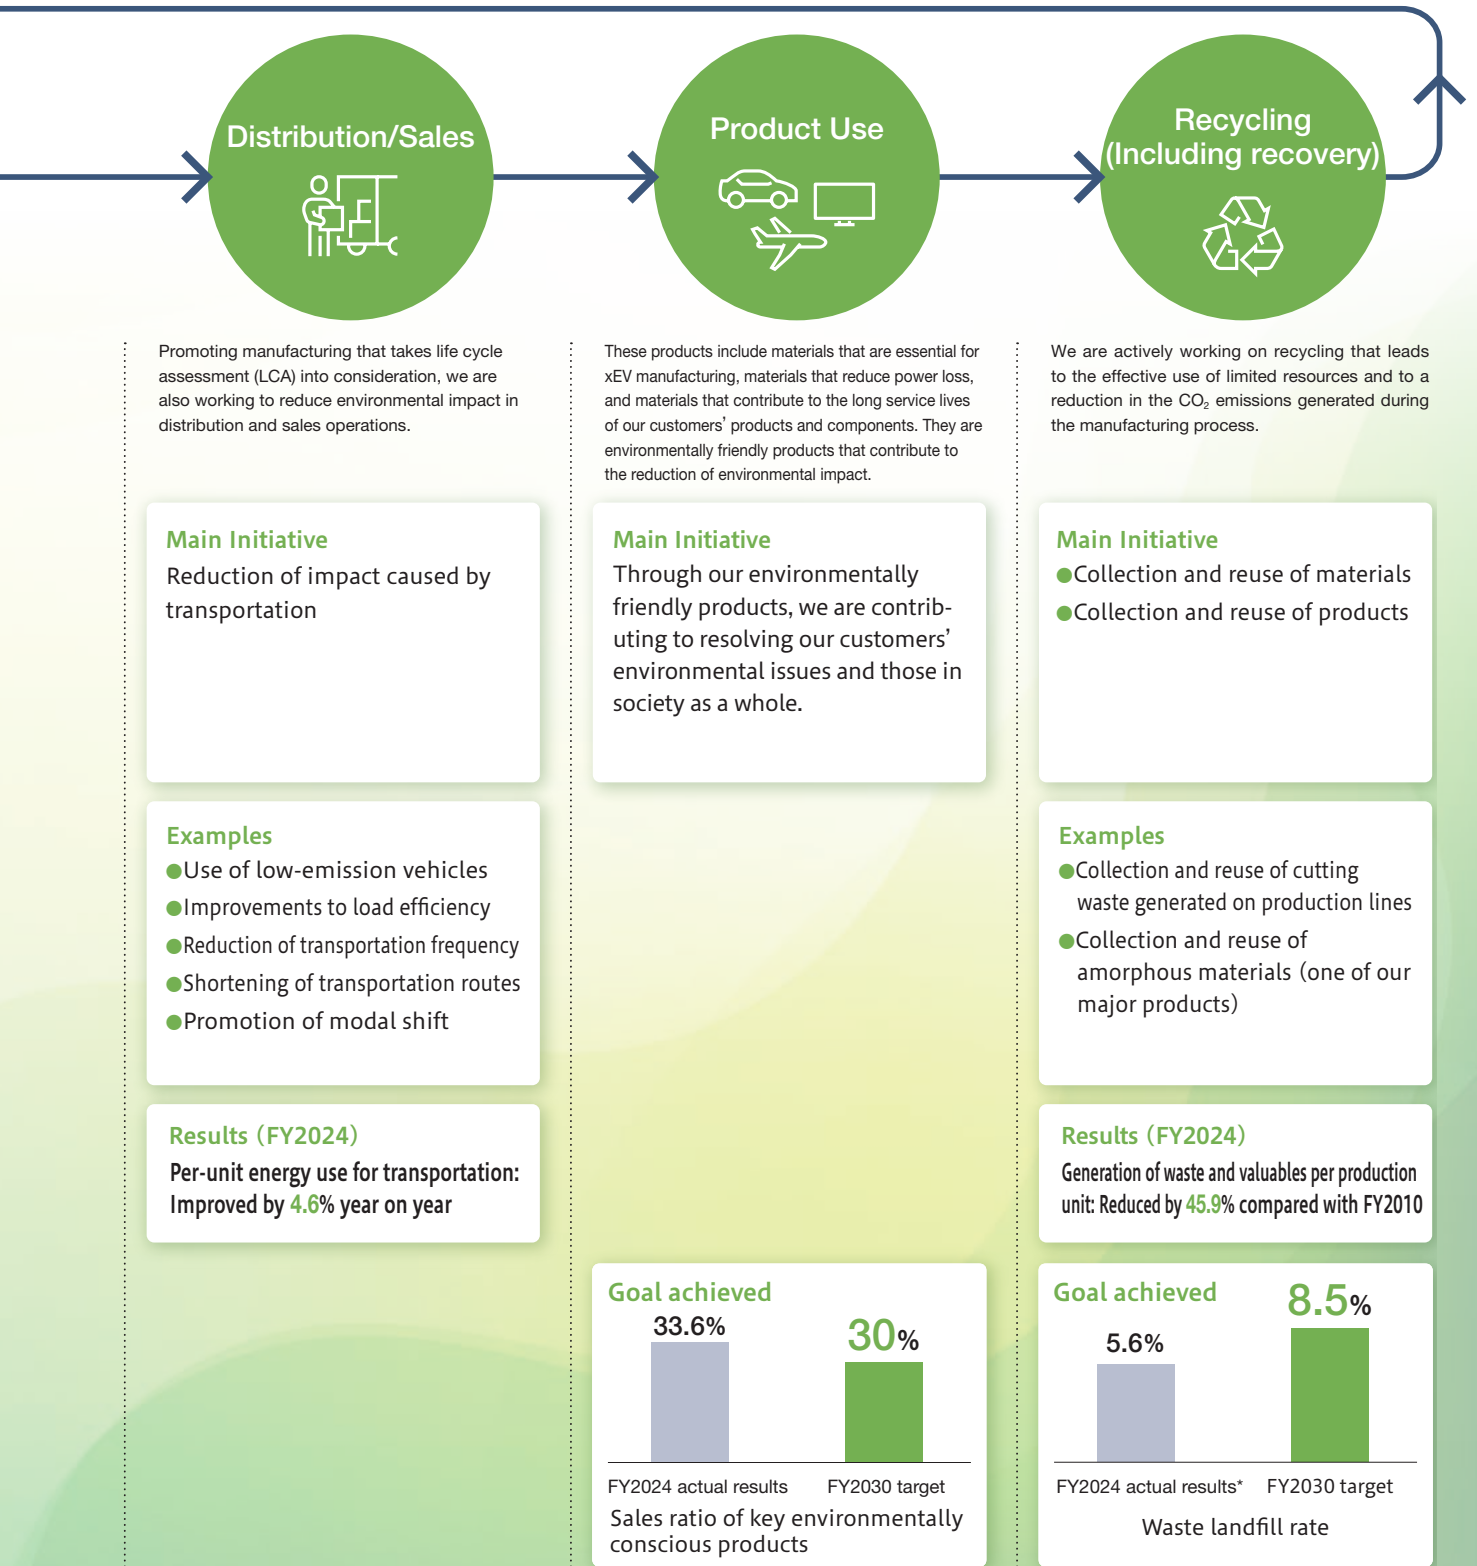 Distribution/Sales
Promoting manufacturing that takes life cycle
assessment (LCA) into consideration, we are
also working to reduce environmental impact in
distribution and sales operations.
Main Initiative
Reduction of impact caused by
transportation
Examples
●Use of low-emission vehicles
●Improvements to load efficiency
●Reduction of transportation frequency
●Shortening of transportation routes
●Promotion of modal shift
Results (FY2024)
Per-unit energy use for transportation:
Improved by 4.6% year on year
Product Use
These products include materials that are essential for
xEV manufacturing, materials that reduce power loss,
and materials that contribute to the long service lives
of our customers' products and components. They are
environmentally friendly products that contribute to
the reduction of environmental impact.
Main Initiative
Through our environmentally
friendly products, we are contrib-
uting to resolving our customers'
environmental issues and those in
society as a whole.
Goal achieved
33.6%
30%
FY2024 actual results
FY2030 target
Sales ratio of key environmentally
conscious products
Recycling
(Including recovery)
We are actively working on recycling that leads
to the effective use of limited resources and to a
reduction in the CO₂ emissions generated during
the manufacturing process.
Main Initiative
●Collection and reuse of materials
●Collection and reuse of products
Examples
●Collection and reuse of cutting
waste generated on production lines
●Collection and reuse of
amorphous materials (one of our
major products)
Results (FY2024)
Generation of waste and valuables per production
unit: Reduced by 45.9% compared with FY2010
Goal achieved
5.6%
8.5%
FY2024 actual results*
FY2030 target
Waste landfill rate